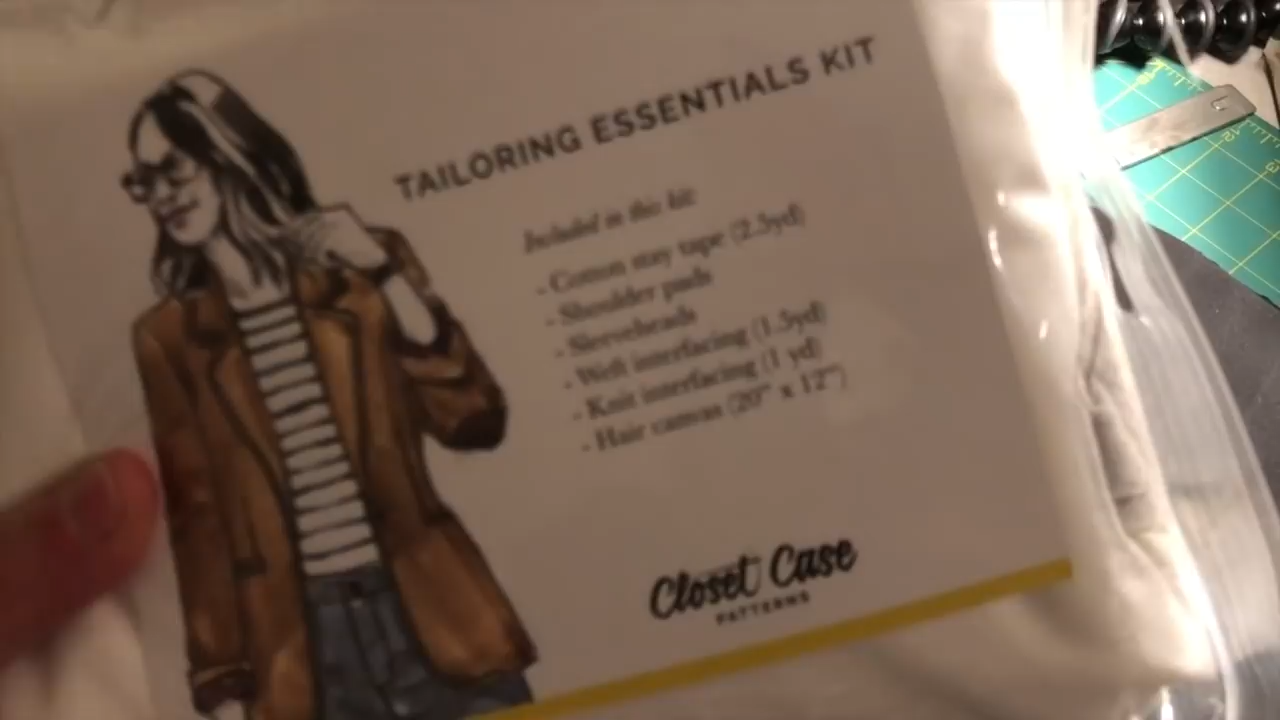 TAILORING ESSENTIALS KIT
Included in this kit:
- Cotton stay tape (2.5yd)
- Shoulder pads
- Sleeveheads
- Weft interfacing (1.5yd)
- Knit interfacing (1 yd)
- Hair canvas (20" x 12")
Closet Case
PATTERNS